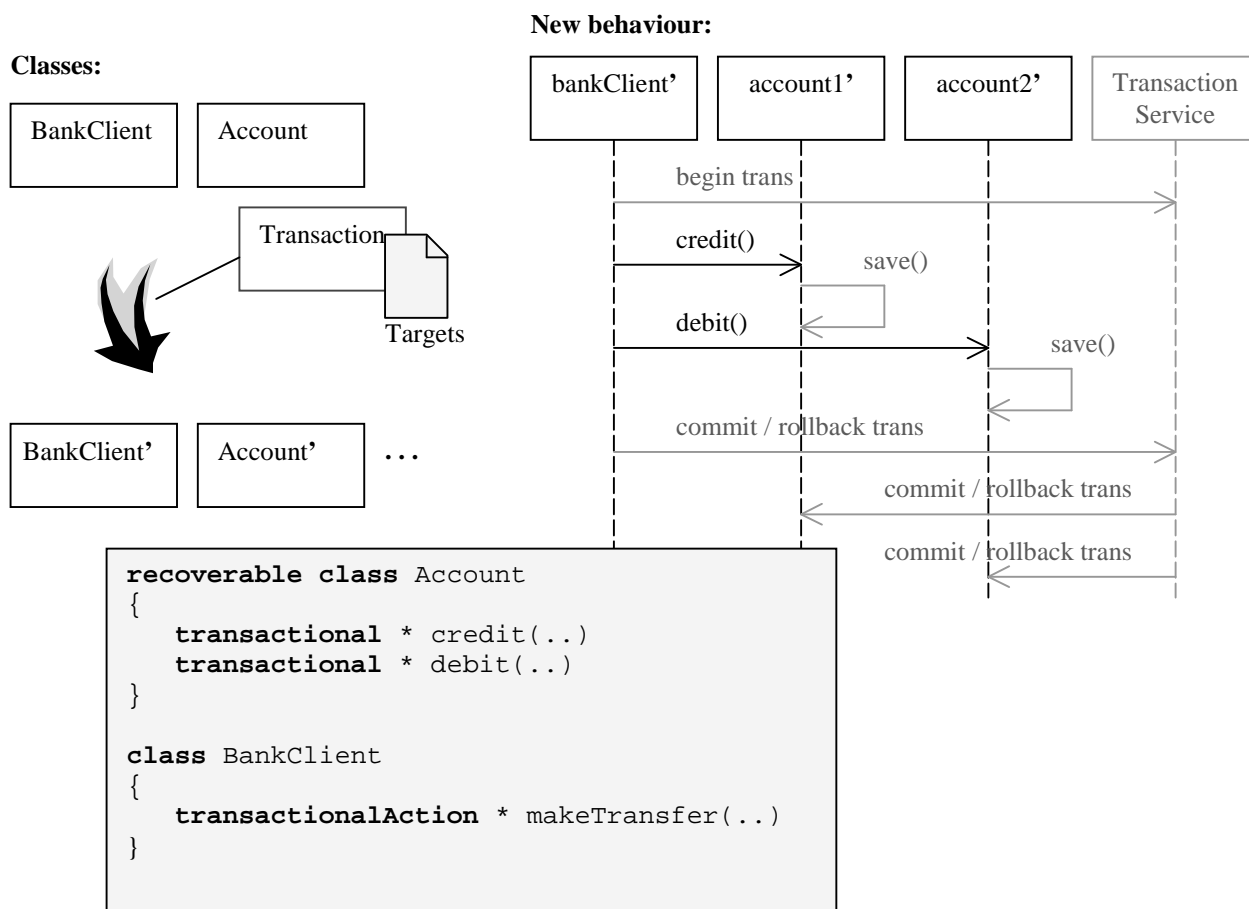 New behaviour:
Classes:
BankClient
Account
Transaction
Targets
BankClient’
Account’
...
bankClient’
account1’
account2’
Transaction
Service
begin trans
credit()
save()
debit()
save()
commit / rollback trans
commit / rollback trans
commit / rollback trans
recoverable class Account
{
transactional * credit(..)
transactional * debit(..)
}
class BankClient
{
transactionalAction * makeTransfer(..)
}